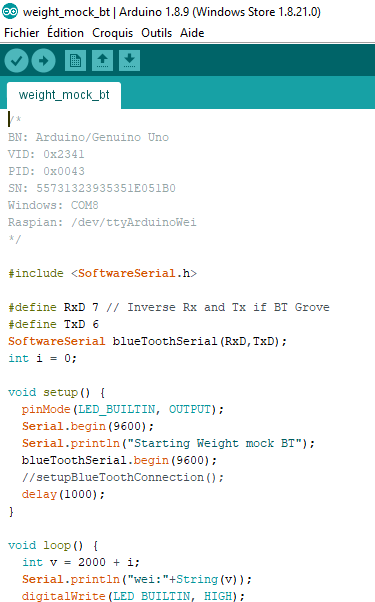 weight_mock_bt | Arduino 1.8.9 (Windows Store 1.8.21.0)
Fichier Édition Croquis Outils Aide
weight_mock_bt
/*
BN: Arduino/Genuino Uno
VID: 0x2341
PID: 0x0043
SN: 55731323935351E051B0
Windows: COM8
Raspian: /dev/ttyArduinoWei
*/
#include <SoftwareSerial.h>
#define RxD 7 // Inverse Rx and Tx if BT Grove
#define TxD 6
SoftwareSerial blueToothSerial(RxD,TxD);
int i = 0;
void setup() {
  pinMode(LED_BUILTIN, OUTPUT);
  Serial.begin(9600);
  Serial.println("Starting Weight mock BT");
  blueToothSerial.begin(9600);
  //setupBlueToothConnection();
  delay(1000);
}
void loop() {
  int v = 2000 + i;
  Serial.println("wei:"+String(v));
  digitalWrite(LED_BUILTIN, HIGH);